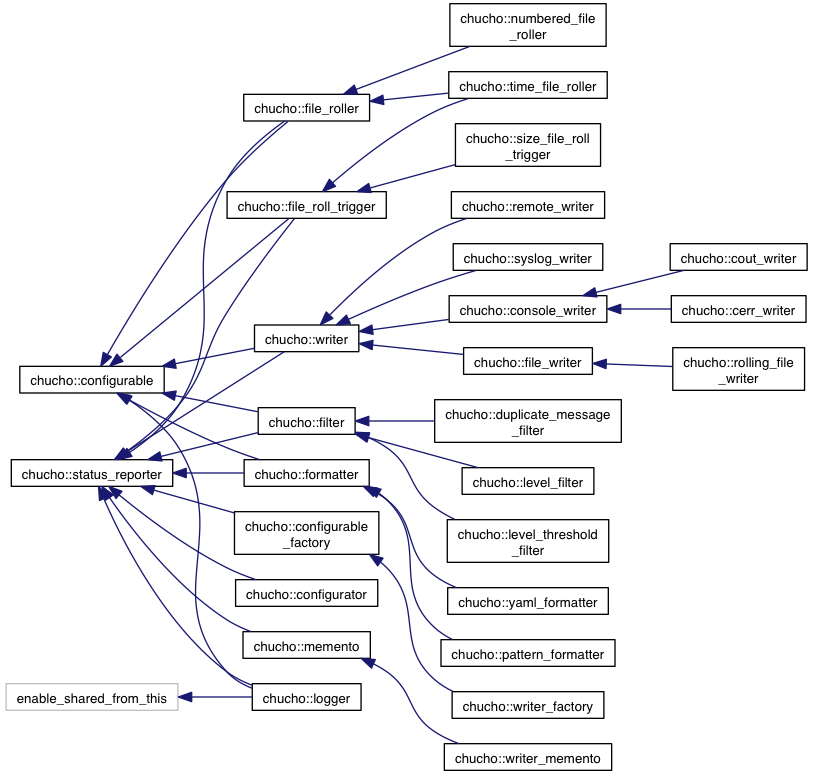 chucho::numbered_file
_roller
chucho::time_file_roller
chucho::file_roller
chucho::size_file_roll
_trigger
chucho::file_roll_trigger
chucho::remote_writer
chucho::syslog_writer
chucho::cout_writer
chucho::console_writer
chucho::cerr_writer
chucho::writer
chucho::file_writer
chucho::rolling_file
_writer
chucho::configurable
chucho::duplicate_message
_filter
chucho::filter
chucho::status_reporter
chucho::formatter
chucho::level_filter
chucho::configurable
_factory
chucho::level_threshold
_filter
chucho::configurator
chucho::yaml_formatter
chucho::memento
chucho::pattern_formatter
enable_shared_from_this
chucho::logger
chucho::writer_factory
chucho::writer_memento